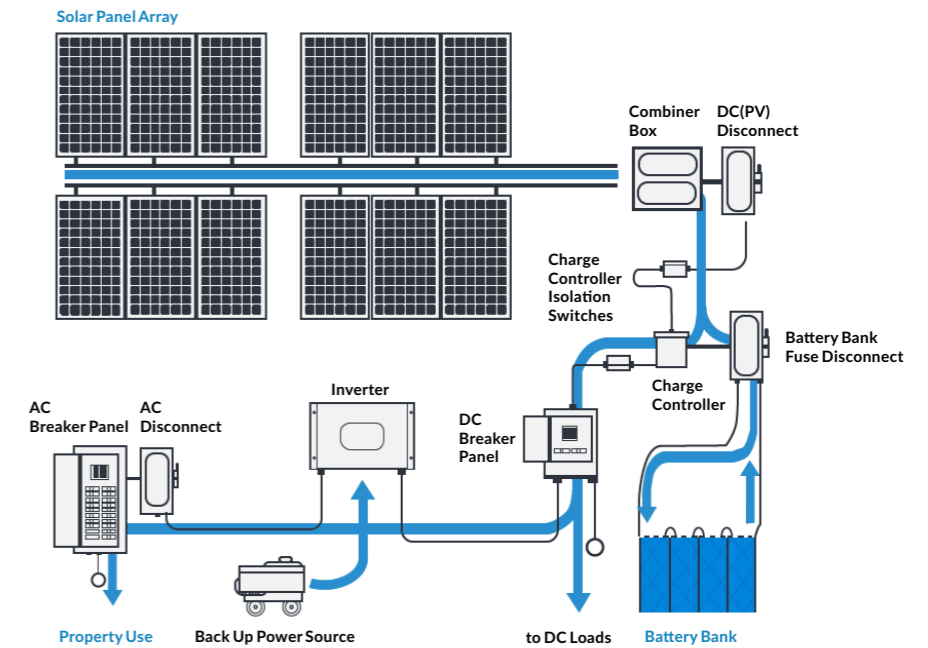 Solar Panel Array
Combiner
Box
DC(PV)
Disconnect
Charge
Controller
Isolation
Switches
Battery Bank
Fuse Disconnect
Charge
Controller
Inverter
AC
Breaker Panel
AC
Disconnect
DC
Breaker
Panel
Property Use
Back Up Power Source
to DC Loads
Battery Bank